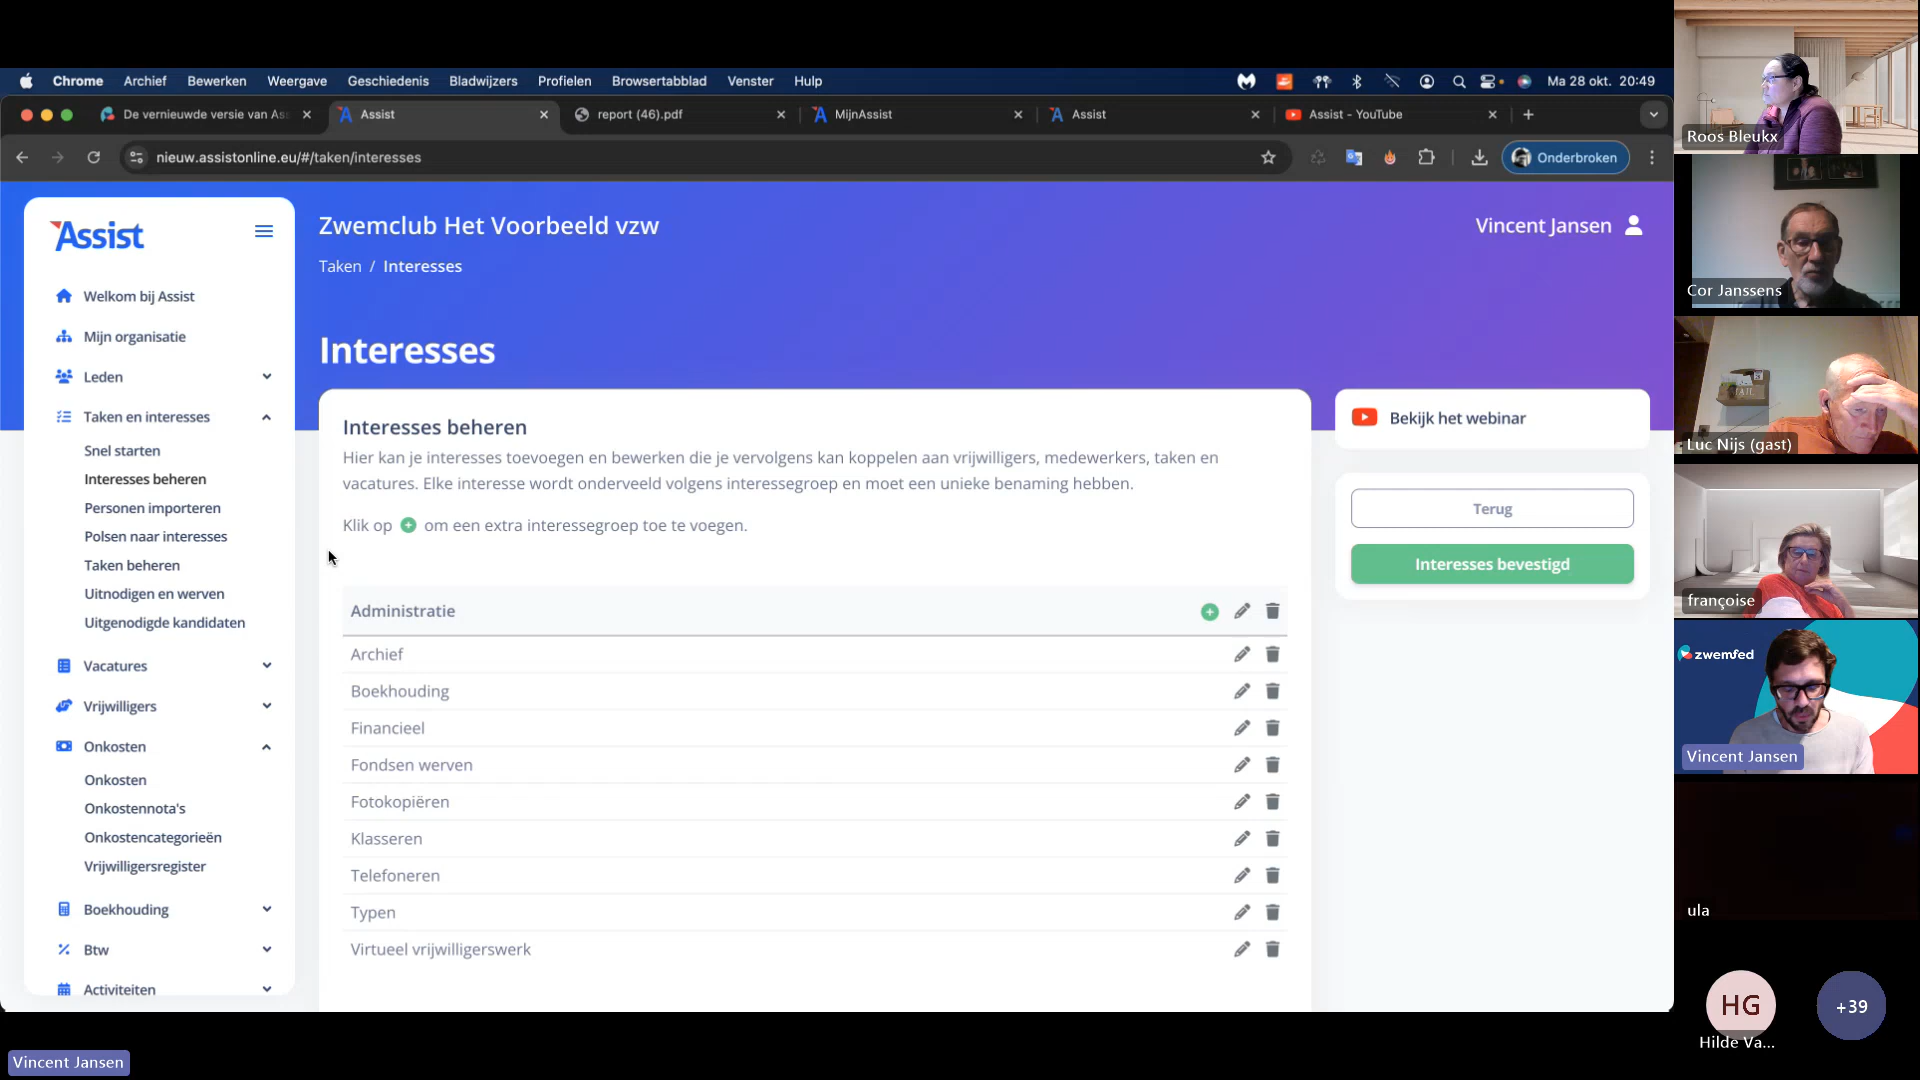 Chrome Archief Bewerken Weergave Geschiedenis Bladwijzers Profielen Browsertabblad Venster Hulp
Ma 28 okt. 20:49
De vernieuwde versie van Ass
Assist
report (46).pdf
MijnAssist
Assist
Assist - YouTube
nieuw.assistonline.eu/#/taken/interesses
Onderbroken
Assist
Welkom bij Assist
Mijn organisatie
Leden
Taken en interesses
Snel starten
Interesses beheren
Personen importeren
Polsen naar interesses
Taken beheren
Uitnodigen en werven
Uitgenodigde kandidaten
Vacatures
Vrijwilligers
Onkosten
Onkosten
Onkostennota's
Onkostencategorieën
Vrijwilligersregister
Boekhouding
Btw
Activiteiten
Zwemclub Het Voorbeeld vzw
Vincent Jansen
Taken / Interesses
Interesses
Interesses beheren
Hier kan je interesses toevoegen en bewerken die je vervolgens kan koppelen aan vrijwilligers, medewerkers, taken en
vacatures. Elke interesse wordt onderveeld volgens interessegroep en moet een unieke benaming hebben.
Klik op om een extra interessegroep toe te voegen.
Administratie
Archief
Boekhouding
Financieel
Fondsen werven
Fotokopiëren
Klasseren
Telefoneren
Typen
Virtueel vrijwilligerswerk
Bekijk het webinar
Terug
Interesses bevestigd
Roos Bleukx
Cor Janssens
Luc Nijs (gast)
françoise
zwemfed
Vincent Jansen
ula
HG
+39
Hilde Va...
Vincent Jansen